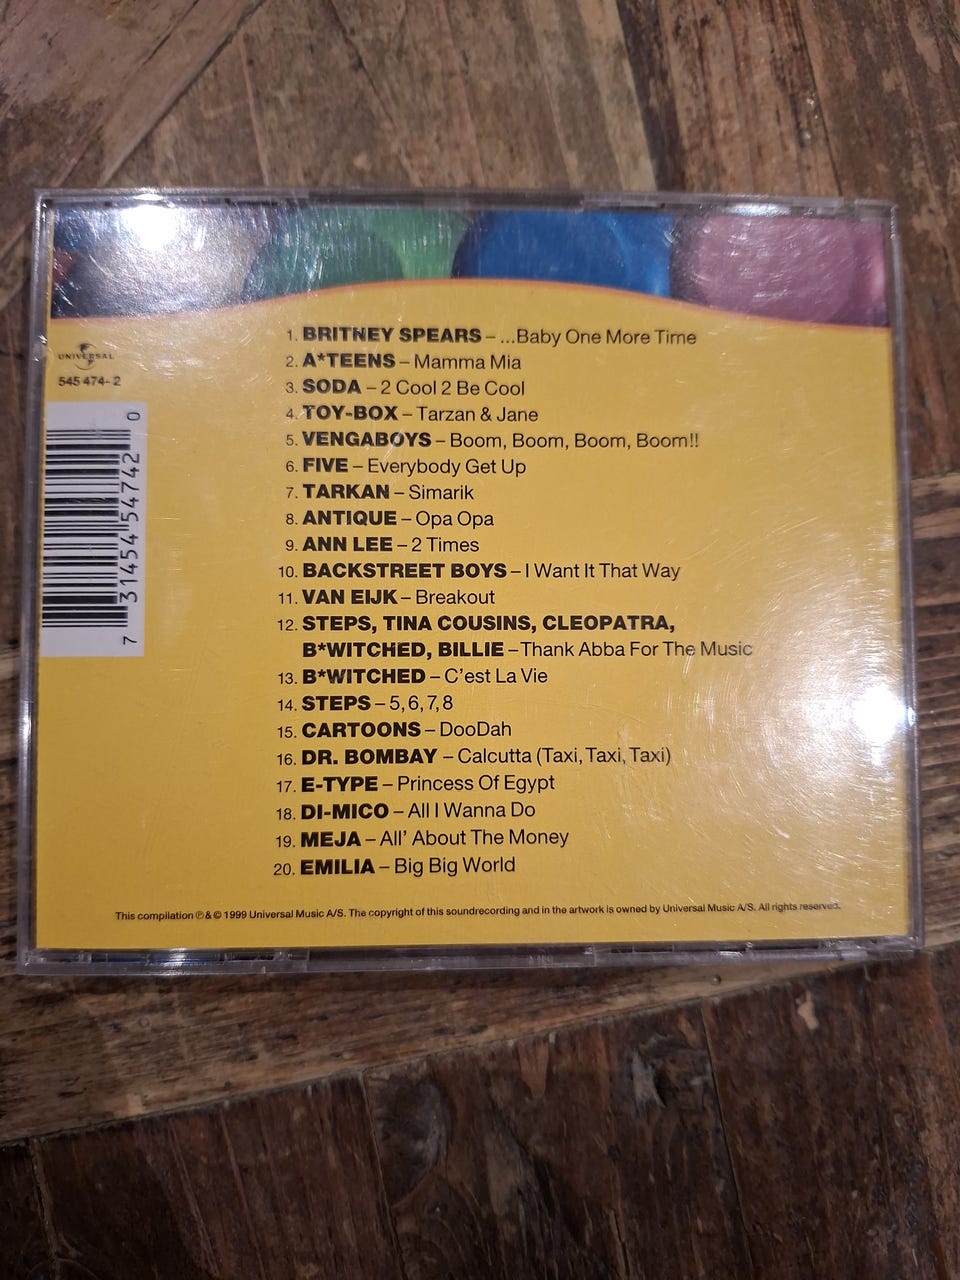 1. BRITNEY SPEARS – ...Baby One More Time
2. A*TEENS – Mamma Mia
3. SODA – 2 Cool 2 Be Cool
4. TOY-BOX – Tarzan & Jane
5. VENGABOYS – Boom, Boom, Boom, Boom!!
6. FIVE – Everybody Get Up
7. TARKAN – Simarik
8. ANTIQUE – Opa Opa
9. ANN LEE – 2 Times
10. BACKSTREET BOYS – I Want It That Way
11. VAN EIJK – Breakout
12. STEPS, TINA COUSINS, CLEOPATRA,
B*WITCHED, BILLIE – Thank Abba For The Music
13. B*WITCHED – C'est La Vie
14. STEPS – 5, 6, 7, 8
15. CARTOONS – DooDah
16. DR. BOMBAY – Calcutta (Taxi, Taxi, Taxi)
17. E-TYPE – Princess Of Egypt
18. DI-MICO – All I Wanna Do
19. MEJA – All' About The Money
20. EMILIA – Big Big World
UNIVERSAL
545 474-2
7 31454 54742 0
This compilation ℗ & © 1999 Universal Music A/S. The copyright of this soundrecording and in the artwork is owned by Universal Music A/S. All rights reserved.